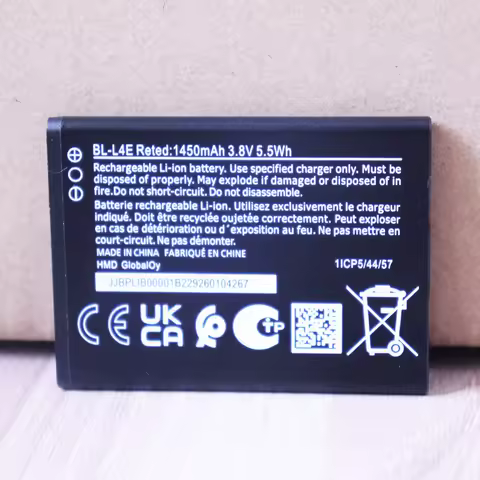 BL-L4E Reted:1450mAh 3.8V 5.5Wh
Rechargeable Li-ion battery. Use specified charger only. Must be
disposed of properly. May explode if damaged or disposed of in
fire.Do not short-circuit. Do not disassemble.
Batterie rechargeable Li-ion. Utilisez exclusivement le chargeur
indiqué. Doit être recyclée oujetée correctement. Peut exploser
en cas de détérioration ou d'exposition au feu. Ne pas mettre en
court-circuit. Ne pas démonter.
MADE IN CHINA FABRIQUÉ EN CHINE
HMD GlobalOy 1ICP5/44/57
JJBPLIB00001B229260104267
CE UK CA TP